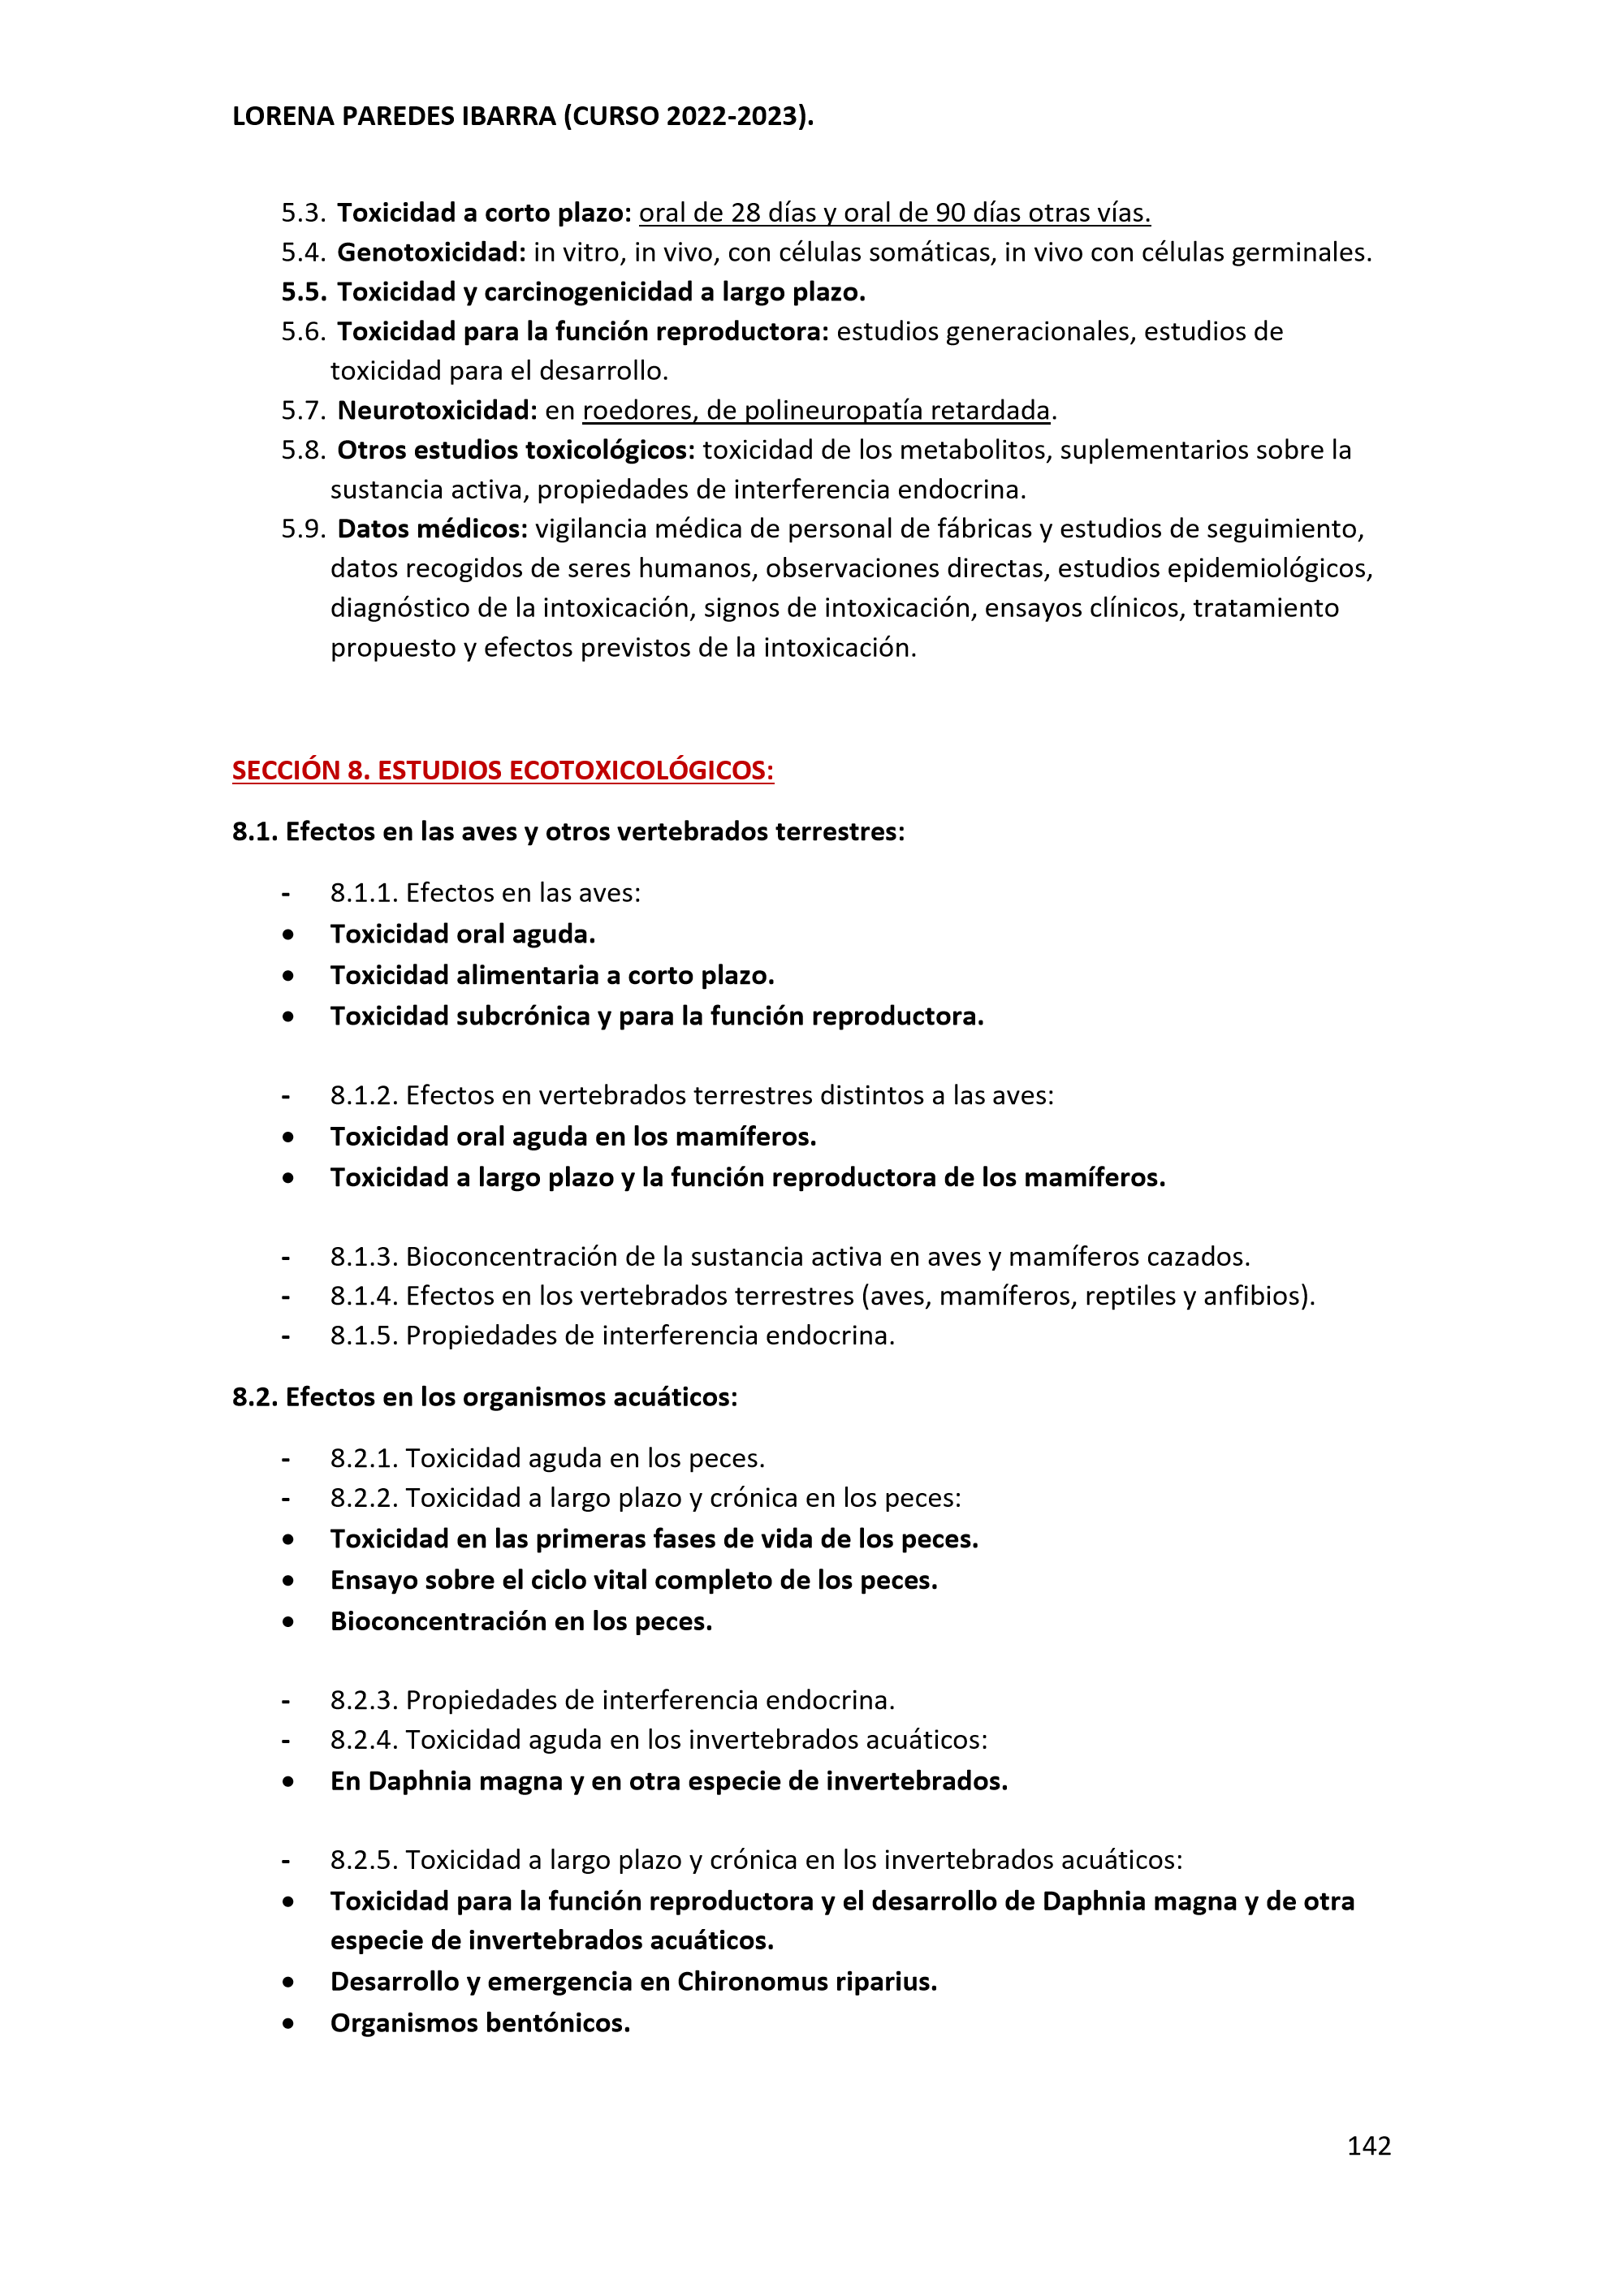 LORENA PAREDES IBARRA (CURSO 2022-2023).
5.3. Toxicidad a corto plazo: oral de 28 días y oral de 90 días otras vías.
5.4. Genotoxicidad: in vitro, in vivo, con células somáticas, in vivo con células germinales.
5.5. Toxicidad y carcinogenicidad a largo plazo.
5.6. Toxicidad para la función reproductora: estudios generacionales, estudios de
toxicidad para el desarrollo.
5.7. Neurotoxicidad: en roedores, de polineuropatía retardada.
5.8. Otros estudios toxicológicos: toxicidad de los metabolitos, suplementarios sobre la
sustancia activa, propiedades de interferencia endocrina.
5.9. Datos médicos: vigilancia médica de personal de fábricas y estudios de seguimiento,
datos recogidos de seres humanos, observaciones directas, estudios epidemiológicos,
diagnóstico de la intoxicación, signos de intoxicación, ensayos clínicos, tratamiento
propuesto y efectos previstos de la intoxicación.
SECCIÓN 8. ESTUDIOS ECOTOXICOLÓGICOS:
8.1. Efectos en las aves y otros vertebrados terrestres:
- 8.1.1. Efectos en las aves:
• Toxicidad oral aguda.
• Toxicidad alimentaria a corto plazo.
• Toxicidad subcrónica y para la función reproductora.
- 8.1.2. Efectos en vertebrados terrestres distintos a las aves:
• Toxicidad oral aguda en los mamíferos.
• Toxicidad a largo plazo y la función reproductora de los mamíferos.
- 8.1.3. Bioconcentración de la sustancia activa en aves y mamíferos cazados.
- 8.1.4. Efectos en los vertebrados terrestres (aves, mamíferos, reptiles y anfibios).
- 8.1.5. Propiedades de interferencia endocrina.
8.2. Efectos en los organismos acuáticos:
- 8.2.1. Toxicidad aguda en los peces.
- 8.2.2. Toxicidad a largo plazo y crónica en los peces:
• Toxicidad en las primeras fases de vida de los peces.
• Ensayo sobre el ciclo vital completo de los peces.
• Bioconcentración en los peces.
- 8.2.3. Propiedades de interferencia endocrina.
- 8.2.4. Toxicidad aguda en los invertebrados acuáticos:
• En Daphnia magna y en otra especie de invertebrados.
- 8.2.5. Toxicidad a largo plazo y crónica en los invertebrados acuáticos:
• Toxicidad para la función reproductora y el desarrollo de Daphnia magna y de otra
especie de invertebrados acuáticos.
• Desarrollo y emergencia en Chironomus riparius.
• Organismos bentónicos.
142